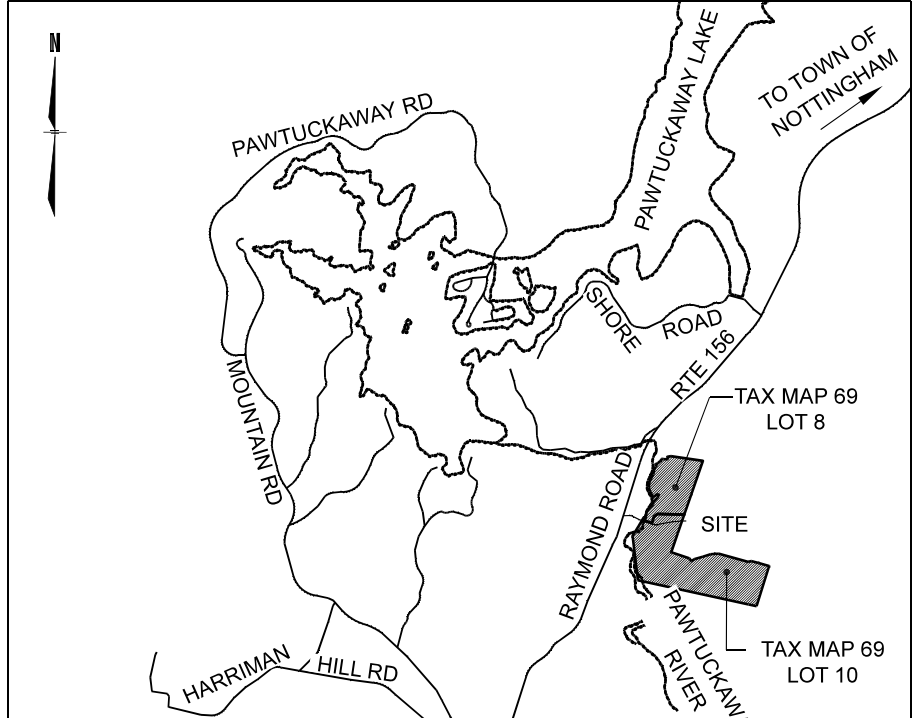 N
PAWTUCKAWAY RD
PAWTUCKAWAY LAKE
TO TOWN OF
NOTTINGHAM
SHORE
ROAD
RTE 156
MOUNTAIN RD
TAX MAP 69
LOT 8
RAYMOND ROAD
SITE
HARRIMAN
HILL RD
PAWTUCKAW
RIVER
TAX MAP 69
LOT 10